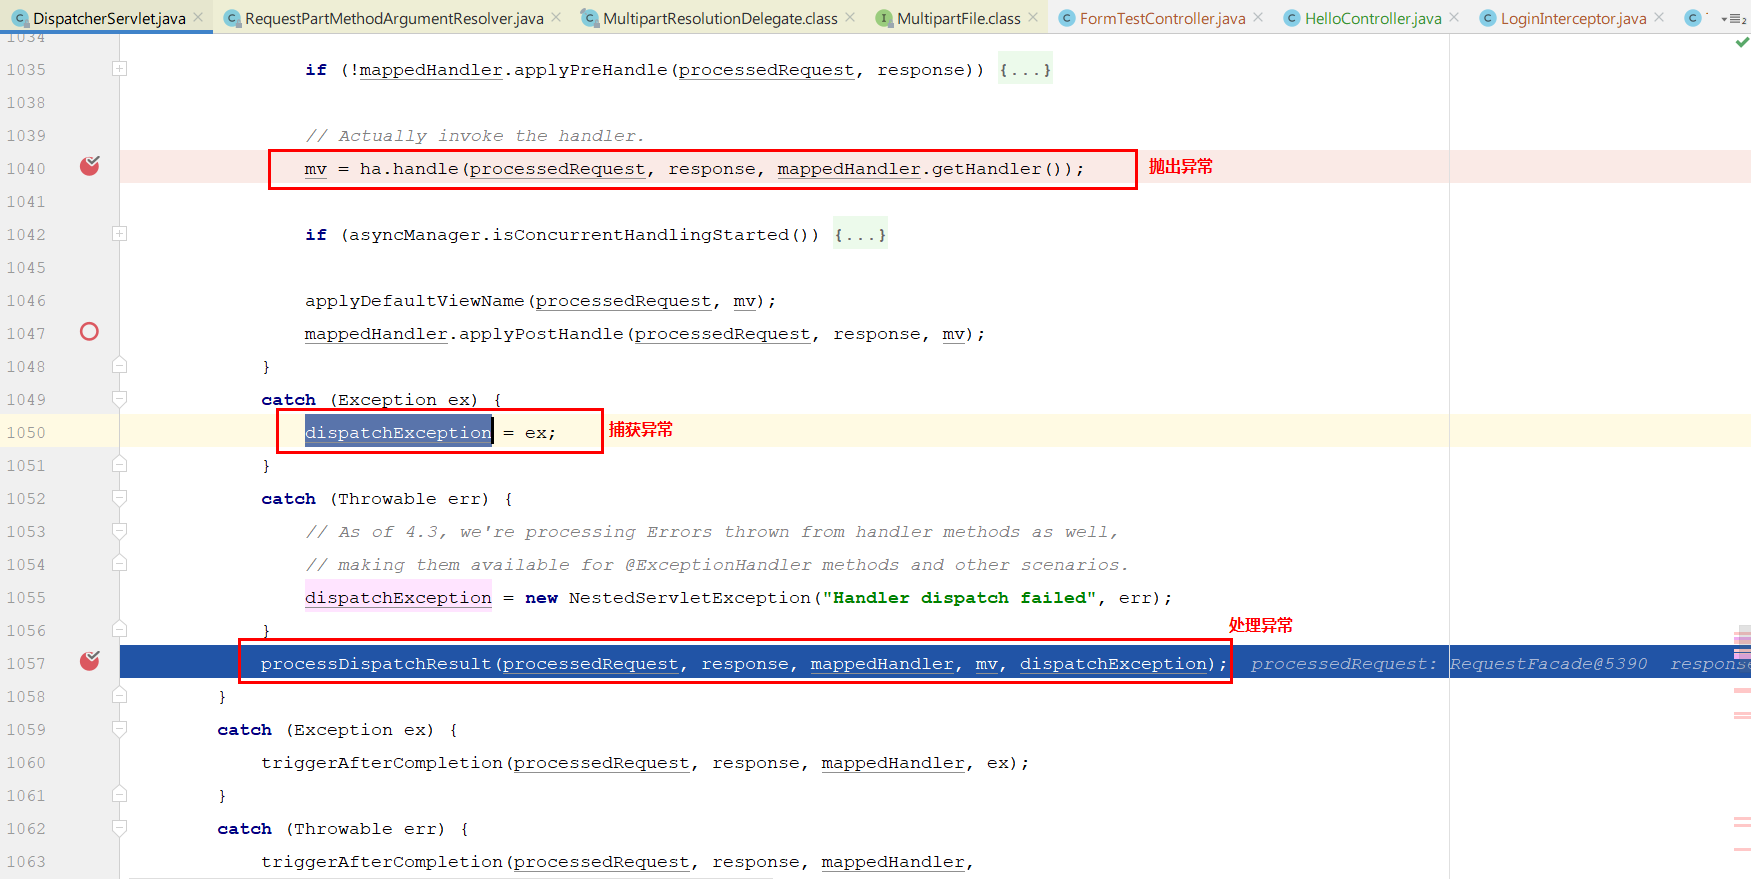 DispatcherServlet.java RequestPartMethodArgumentResolver.java MultipartResolutionDelegate.class MultipartFile.class FormTestController.java HelloController.java LoginInterceptor.java
1034
1035 if (!mappedHandler.applyPreHandle(processedRequest, response)) {...}
1038
1039 // Actually invoke the handler.
1040 mv = ha.handle(processedRequest, response, mappedHandler.getHandler()); 抛出异常
1041
1042 if (asyncManager.isConcurrentHandlingStarted()) {...}
1045
1046 applyDefaultViewName(processedRequest, mv);
1047 mappedHandler.applyPostHandle(processedRequest, response, mv);
1048 }
1049 catch (Exception ex) {
1050 dispatchException = ex; 捕获异常
1051 }
1052 catch (Throwable err) {
1053 // As of 4.3, we're processing Errors thrown from handler methods as well,
1054 // making them available for @ExceptionHandler methods and other scenarios.
1055 dispatchException = new NestedServletException("Handler dispatch failed", err);
1056 }
处理异常
1057 processDispatchResult(processedRequest, response, mappedHandler, mv, dispatchException); processedRequest: RequestFacade@5390 response
1058 }
1059 catch (Exception ex) {
1060 triggerAfterCompletion(processedRequest, response, mappedHandler, ex);
1061 }
1062 catch (Throwable err) {
1063 triggerAfterCompletion(processedRequest, response, mappedHandler,